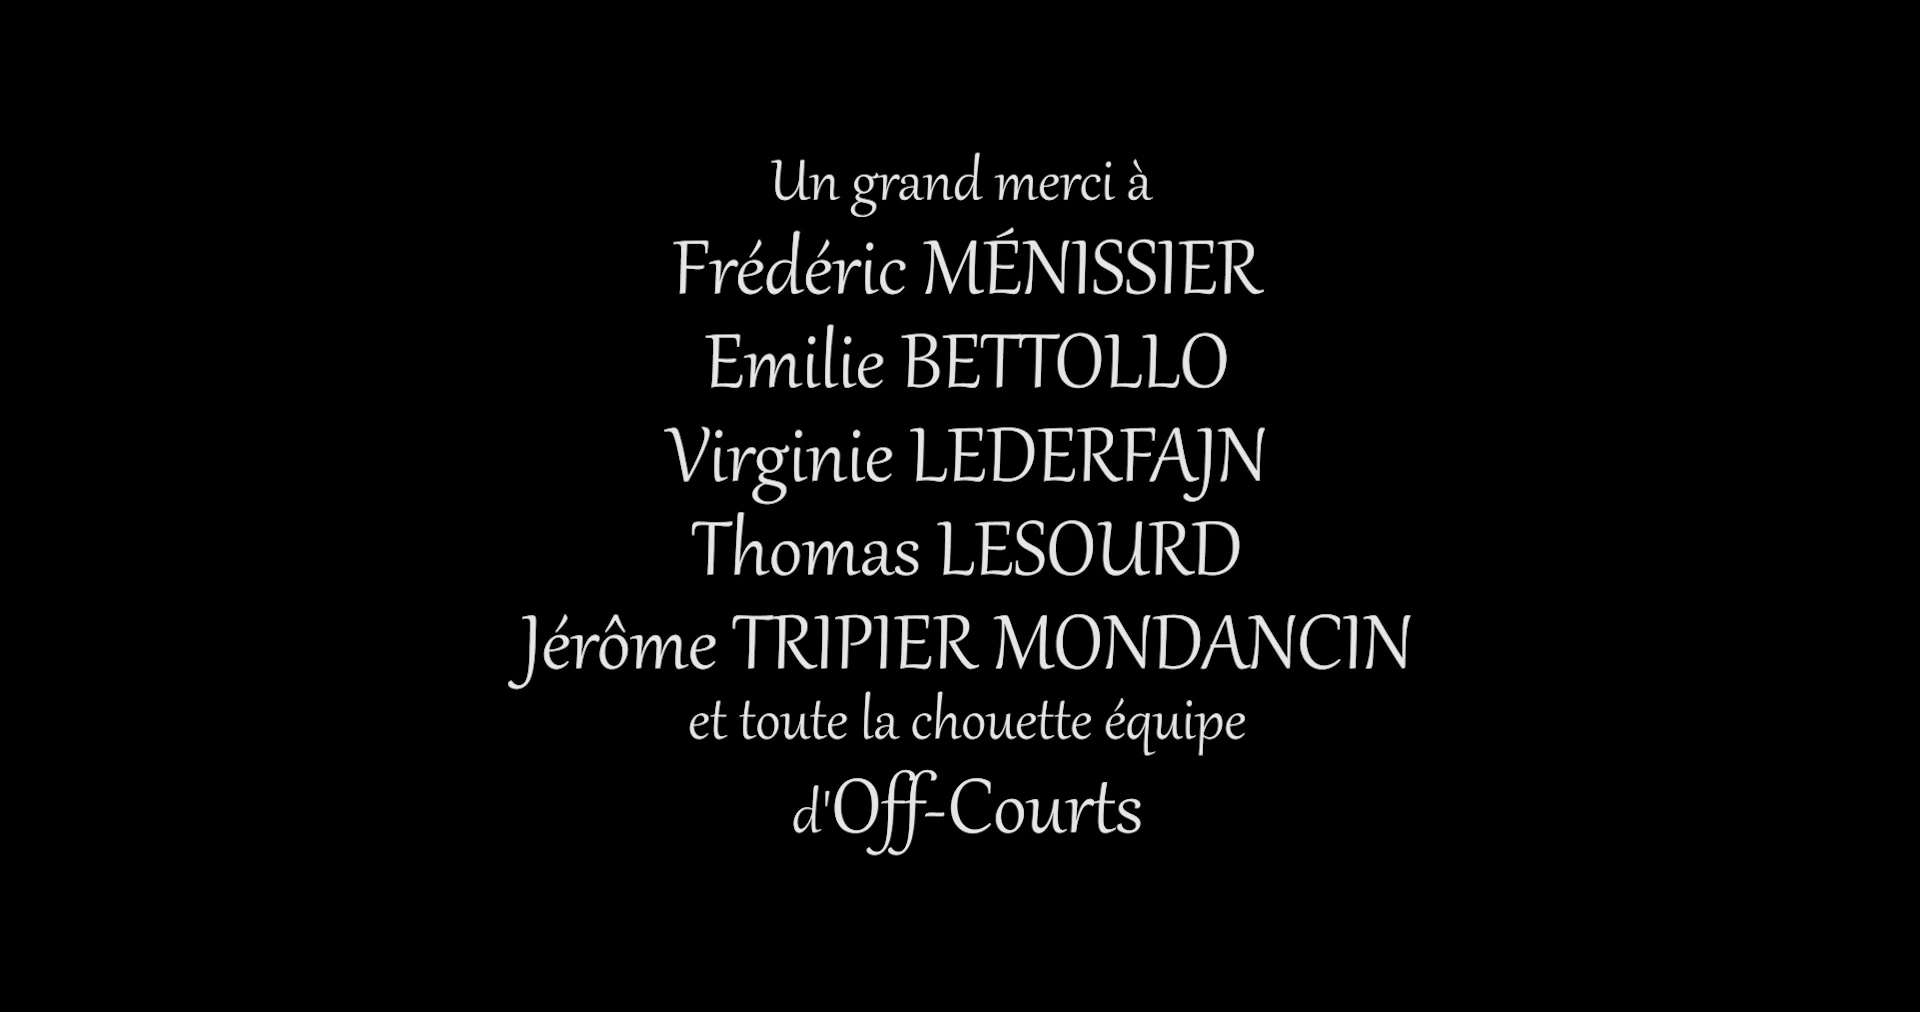 Un grand merci à
Frédéric MÉNISSIER
Emilie BETTOLLO
Virginie LEDERFAJN
Thomas LESOURD
Jérôme TRIPIER MONDANCIN
et toute la chouette équipe
d'Off-Courts